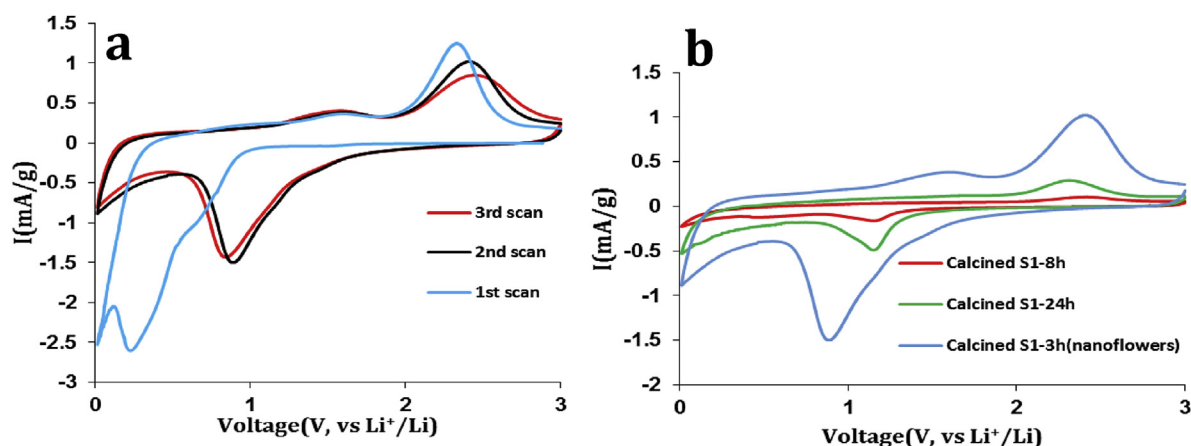 a
1.5
1
0.5
0
-0.5
-1
-1.5
-2
-2.5
-3
I(mA/g)
0 1 2 3
Voltage(V, vs Li⁺/Li)
3rd scan
2nd scan
1st scan
b
1.5
1
0.5
0
-0.5
-1
-1.5
-2
I(mA/g)
0 1 2 3
Voltage(V, vs Li⁺/Li)
Calcined S1-8h
Calcined S1-24h
Calcined S1-3h(nanoflowers)